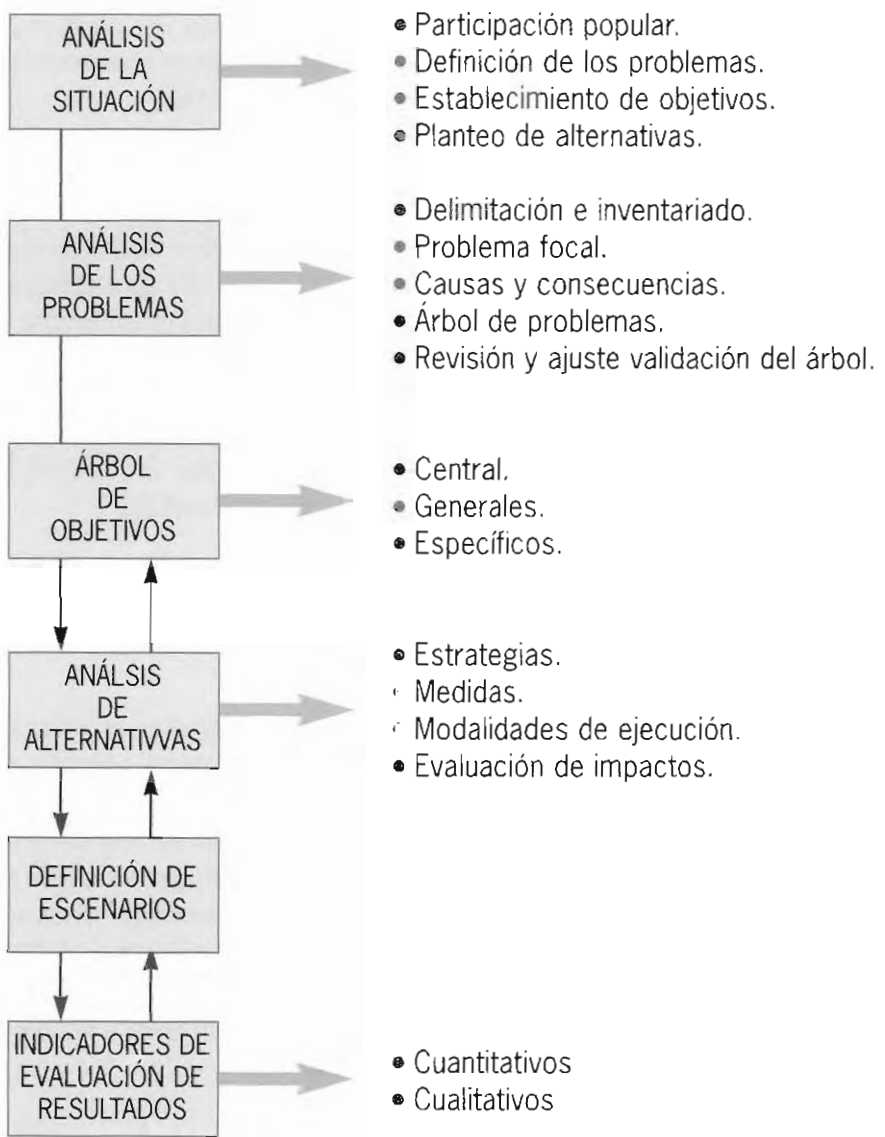 ANÁLISIS
DE LA
SITUACIÓN
• Participación popular.
• Definición de los problemas.
• Establecimiento de objetivos.
• Planteo de alternativas.
ANÁLISIS
DE LOS
PROBLEMAS
• Delimitación e inventariado.
• Problema focal.
• Causas y consecuencias.
• Árbol de problemas.
• Revisión y ajuste validación del árbol.
ÁRBOL
DE
OBJETIVOS
• Central.
• Generales.
• Específicos.
ANÁLSIS
DE
ALTERNATIVVAS
• Estrategias.
• Medidas.
• Modalidades de ejecución.
• Evaluación de impactos.
DEFINICIÓN DE
ESCENARIOS
INDICADORES DE
EVALUACIÓN DE
RESULTADOS
• Cuantitativos
• Cualitativos